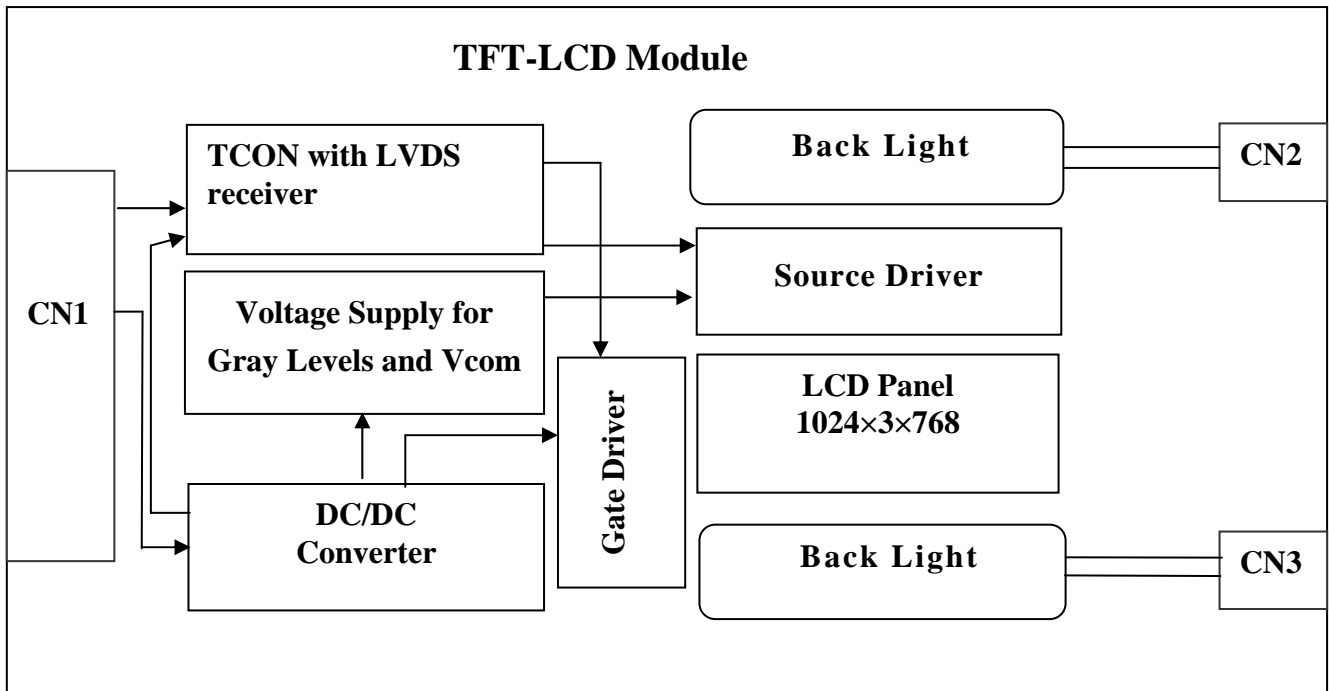 TFT-LCD Module
TCON with LVDS
receiver
Back Light
CN2
Source Driver
CN1
Voltage Supply for
Gray Levels and Vcom
LCD Panel
1024×3×768
Gate Driver
DC/DC
Converter
Back Light
CN3